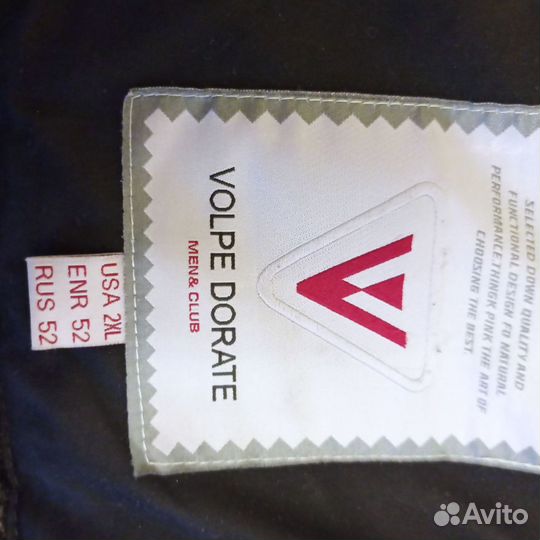 SELECTED DOWN QUALITY AND
FUNCTIONAL DESIGN FO NATURAL
PERFORMANCE.THINGK PINK THE ART OF
CHOOSING THE BEST.
VOLPE DORATE
MEN& CLUB
USA 2XL
ENR 52
RUS 52
Avito